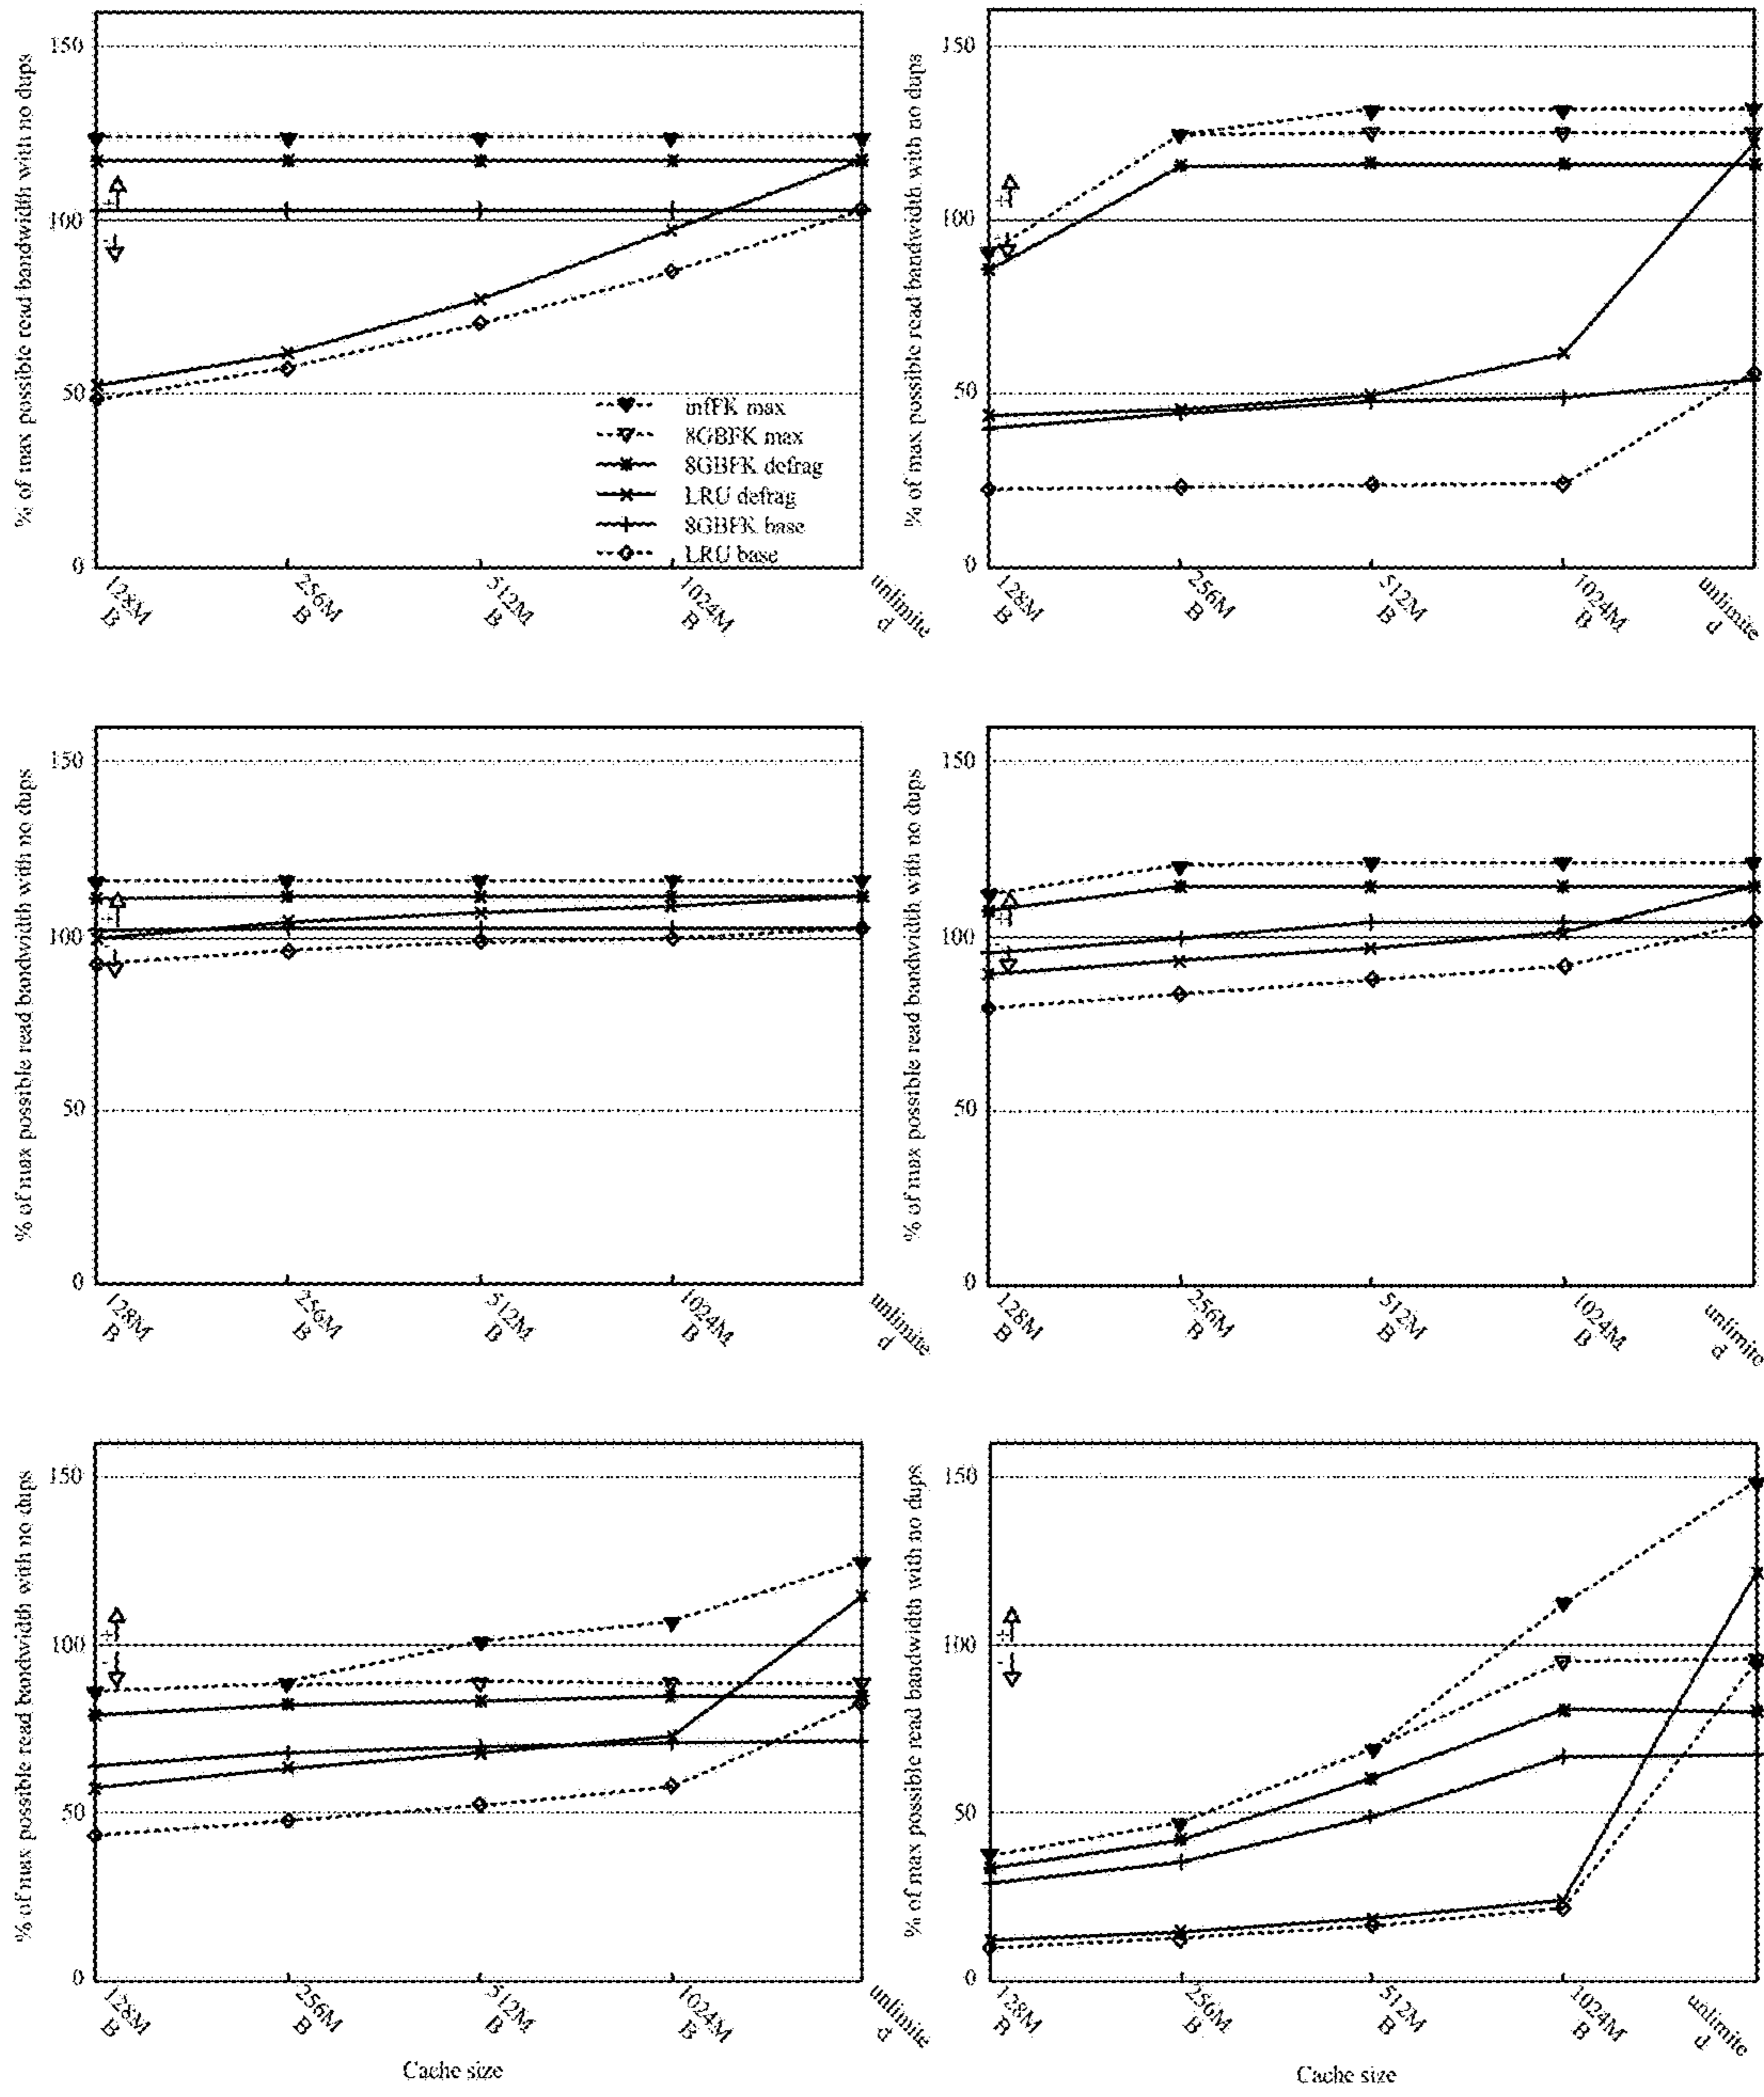 % of max possible read bandwidth with no dups
150
100
50
0
+
-
infFK max
8GBFK max
8GBFK defrag
LRU defrag
8GBFK base
LRU base
128M
B
256M
B
512M
B
1024M
B
unlimite
d
% of max possible read bandwidth with no dups
150
100
50
0
+
-
128M
B
256M
B
512M
B
1024M
B
unlimite
d
% of max possible read bandwidth with no dups
150
100
50
0
+
-
128M
B
256M
B
512M
B
1024M
B
unlimite
d
% of max possible read bandwidth with no dups
150
100
50
0
+
-
128M
B
256M
B
512M
B
1024M
B
unlimite
d
% of max possible read bandwidth with no dups
150
100
50
0
+
-
128M
B
256M
B
512M
B
1024M
B
unlimite
d
Cache size
% of max possible read bandwidth with no dups
150
100
50
0
+
-
128M
B
256M
B
512M
B
1024M
B
unlimite
d
Cache size